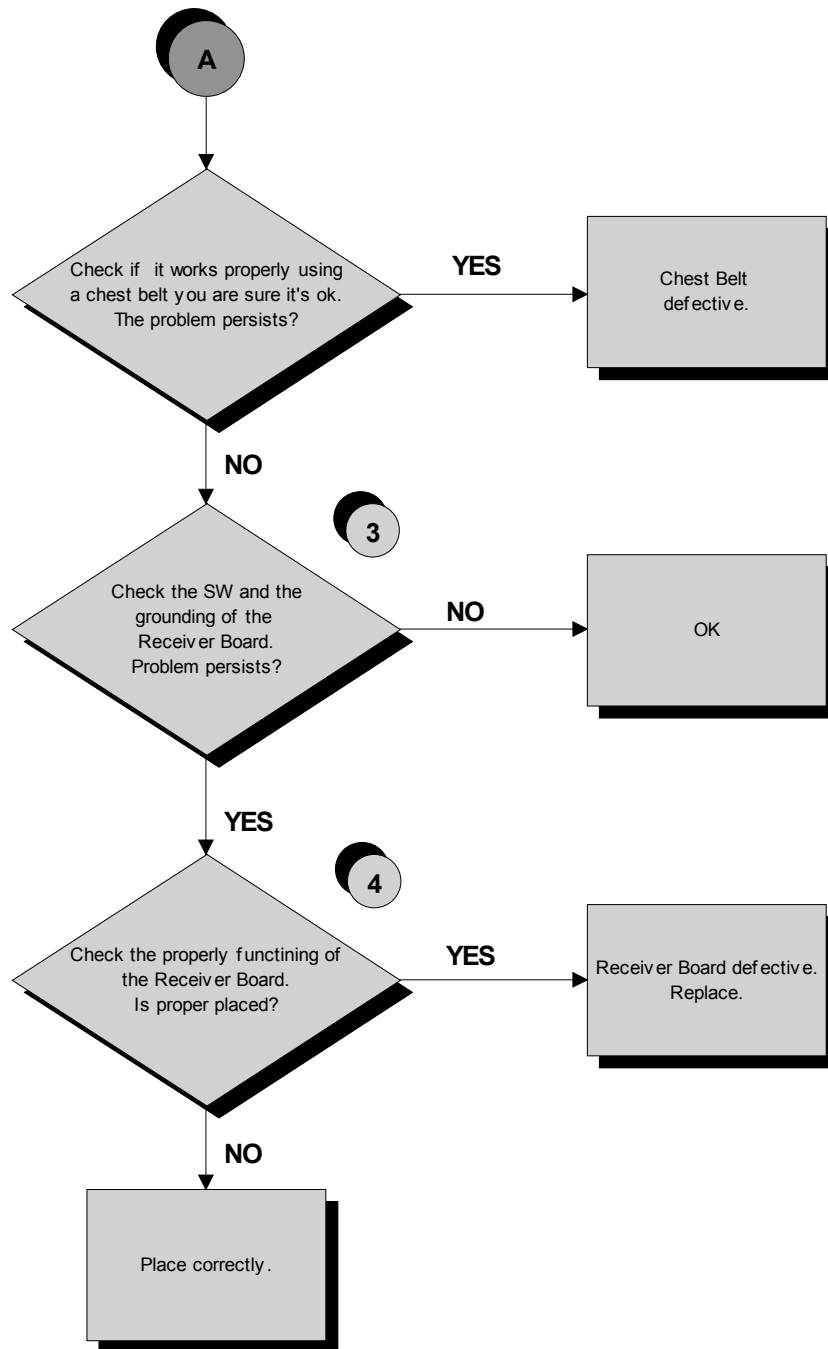 A
Check if it works properly using
a chest belt you are sure it's ok.
The problem persists?
YES
Chest Belt
defective.
NO
3
Check the SW and the
grounding of the
Receiver Board.
Problem persists?
NO
OK
YES
4
Check the properly functining of
the Receiver Board.
Is proper placed?
YES
Receiver Board defective.
Replace.
NO
Place correctly.